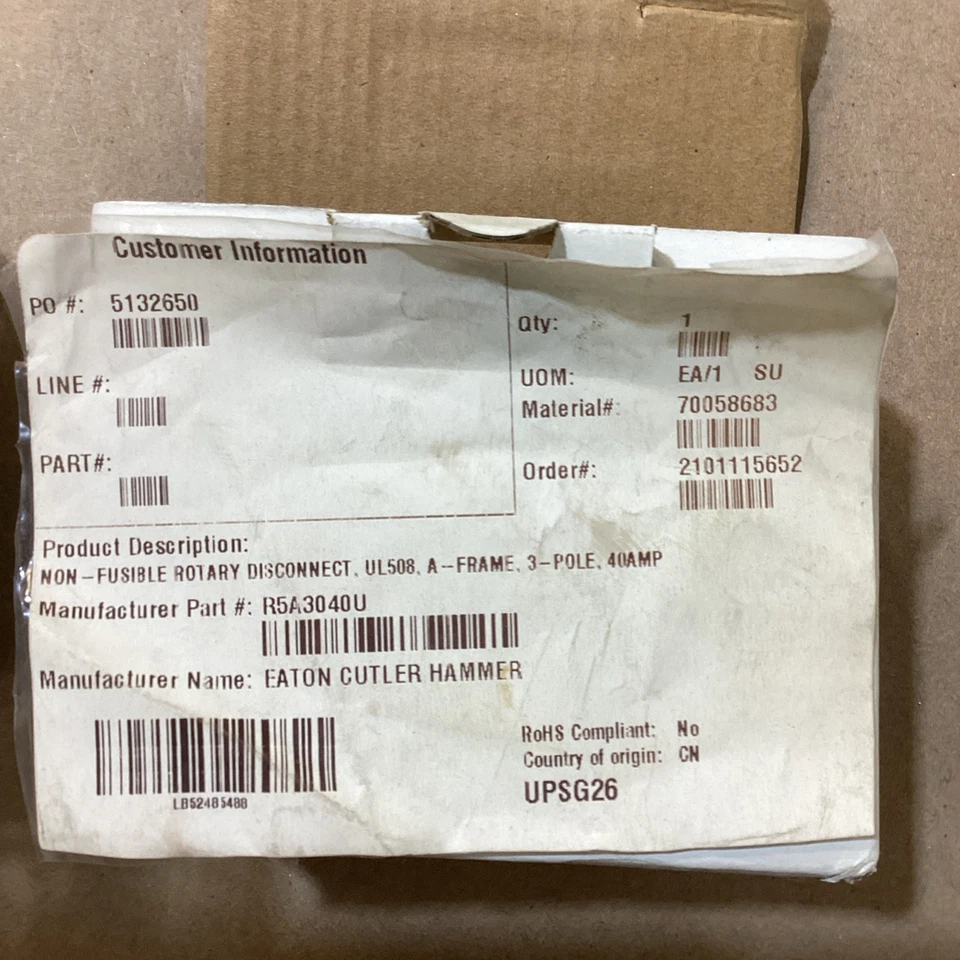 Customer Information
PO #: 5132650
LINE #:
PART#:
Qty: 1
UOM: EA/1 SU
Material#: 70058683
Order#: 2101115652
Product Description:
NON-FUSIBLE ROTARY DISCONNECT, UL508, A-FRAME, 3-POLE, 40AMP
Manufacturer Part #: R5A3040U
Manufacturer Name: EATON CUTLER HAMMER
LB52485488
RoHS Compliant: No
Country of origin: CN
UPSG26